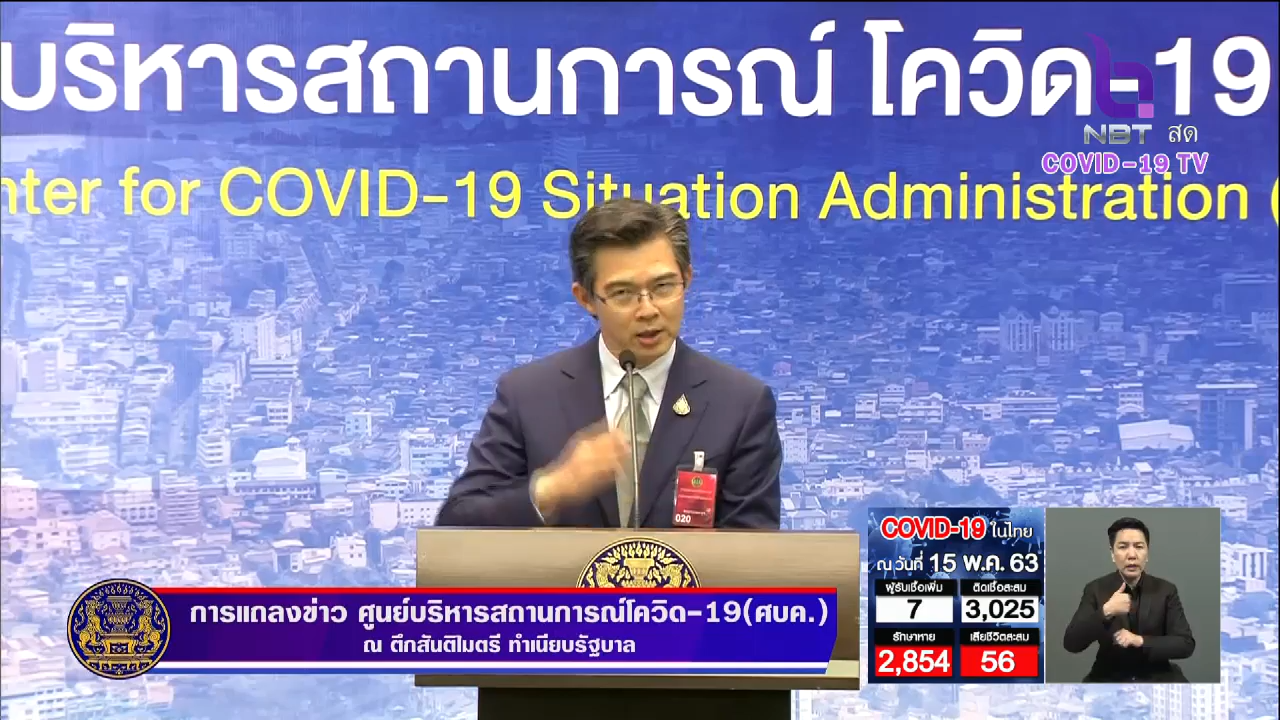 บริหารสถานการณ์ โควิด-19
nter for COVID-19 Situation Administration (
NBT สด
COVID-19 TV
020
COVID-19 ในไทย
ณ วันที่ 15 พ.ค. 63
ผู้รับเชื้อเพิ่ม ติดเชื้อสะสม
7 3,025
รักษาหาย เสียชีวิตสะสม
2,854 56
การแถลงข่าว ศูนย์บริหารสถานการณ์โควิด-19(ศบค.)
ณ ตึกสันติไมตรี ทำเนียบรัฐบาล